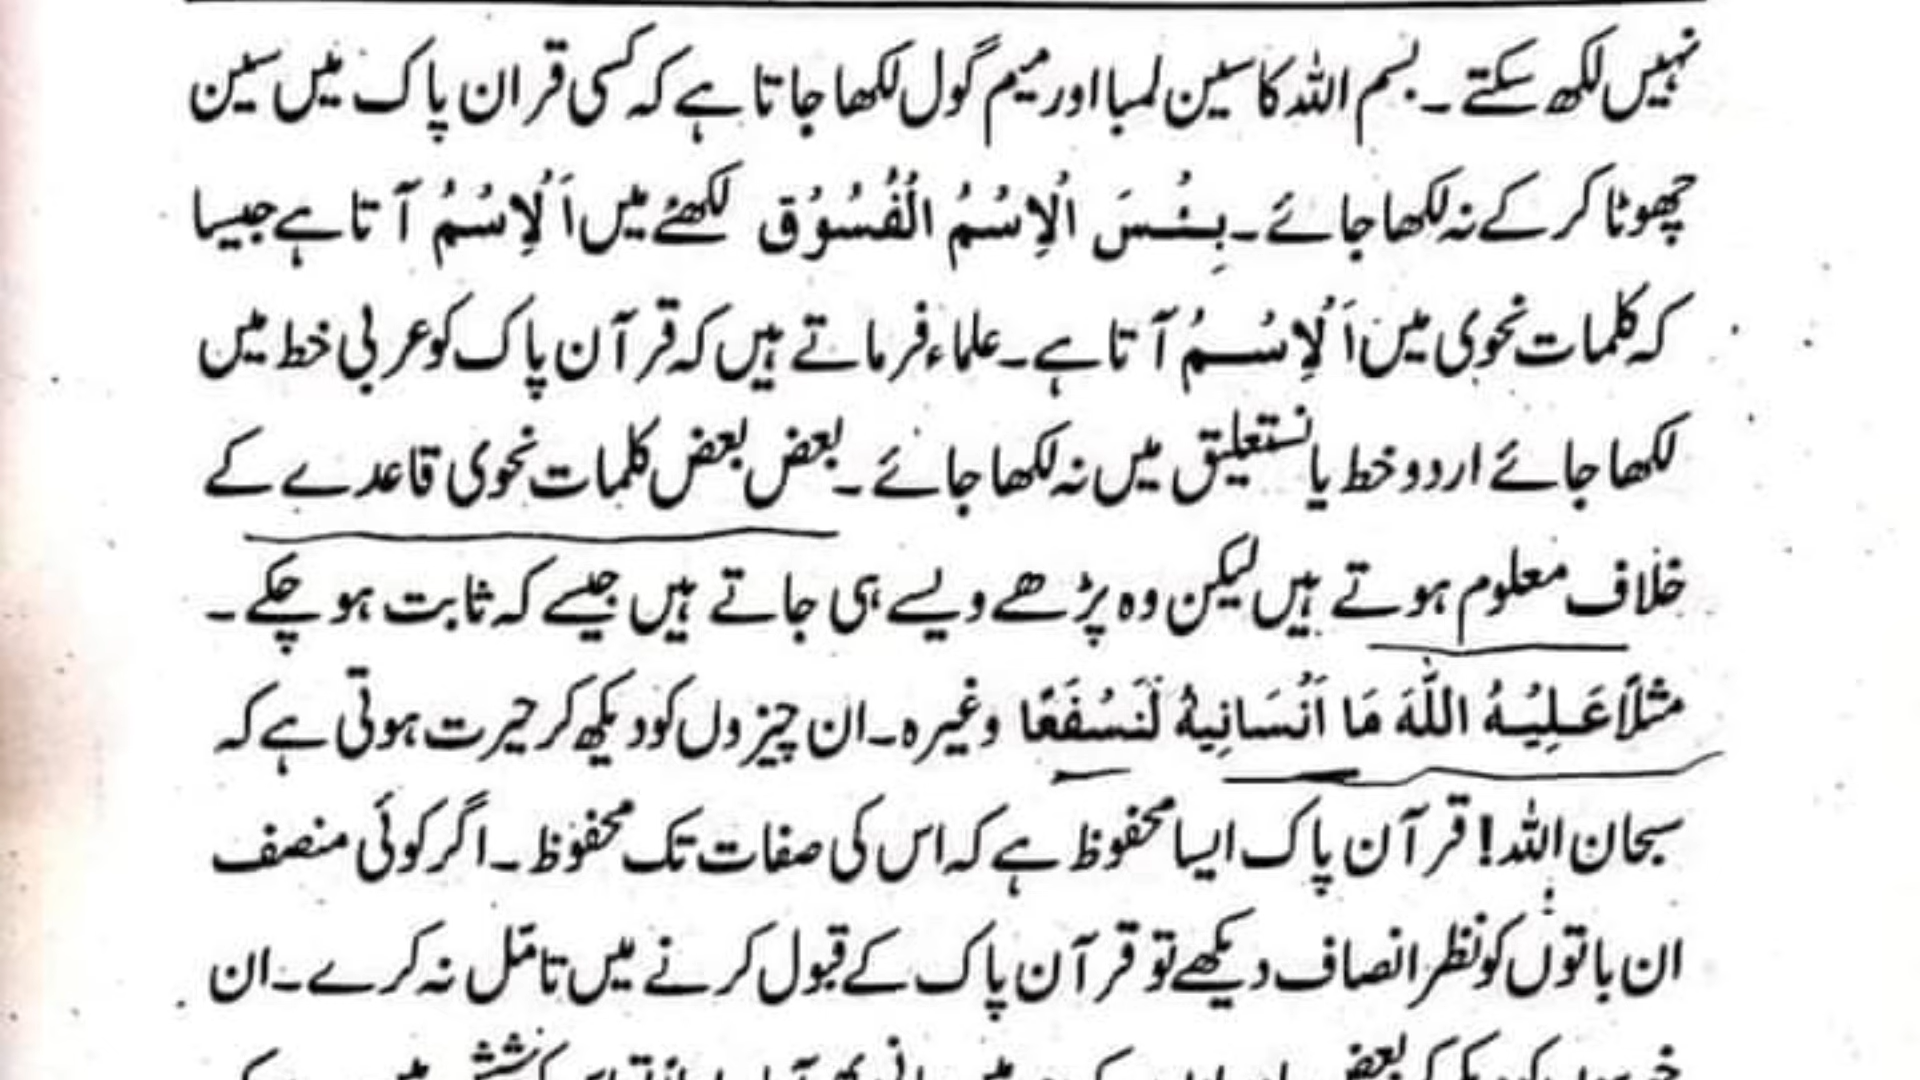 نہیں لکھ سکتے ۔ بسم اللہ کا سین لمبا اور میم گول لکھا جاتا ہے کہ کسی قران پاک میں سین
چھوٹا کر کے نہ لکھا جائے ۔ بِئْسَ الْاِسْمُ الْفُسُوْق لکھنے میں اَلْاِسْمُ آتا ہے جیسا
کہ کلمات نحوی میں اَلْاِسْمُ آتا ہے ۔ علماء فرماتے ہیں کہ قرآن پاک کو عربی خط میں
لکھا جائے اردو خط یا نستعلیق میں نہ لکھا جائے ۔ بعض بعض کلمات نحوی قاعدے کے
خلاف معلوم ہوتے ہیں لیکن وہ پڑھے ویسے ہی جاتے ہیں جیسے کہ ثابت ہو چکے ۔
مثلاً عَلِیْهُ اللّٰهَ مَا اَنْسَانِیهُ لَنَسْفَعًا وغیرہ ۔ ان چیزوں کو دیکھ کر حیرت ہوتی ہے کہ
سبحان اللہ! قرآن پاک ایسا محفوظ ہے کہ اس کی صفات تک محفوظ ۔ اگر کوئی منصف
ان باتوں کو نظر انصاف دیکھے تو قرآن پاک کے قبول کرنے میں تامّل نہ کرے ۔ ان